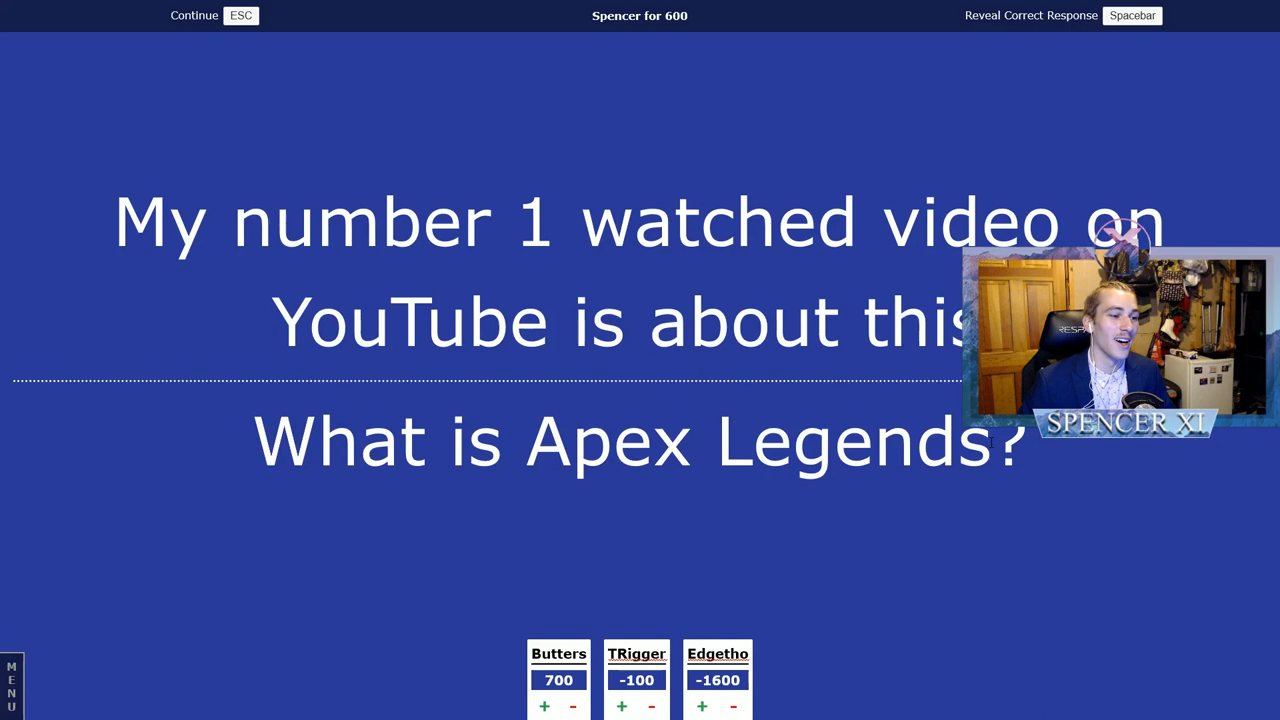 Continue ESC
Spencer for 600
Reveal Correct Response Spacebar
My number 1 watched video on
YouTube is about this
What is Apex Legends?
SPENCER XI
Butters TRigger Edgetho
700 -100 -1600
+ - + - + -
MENU